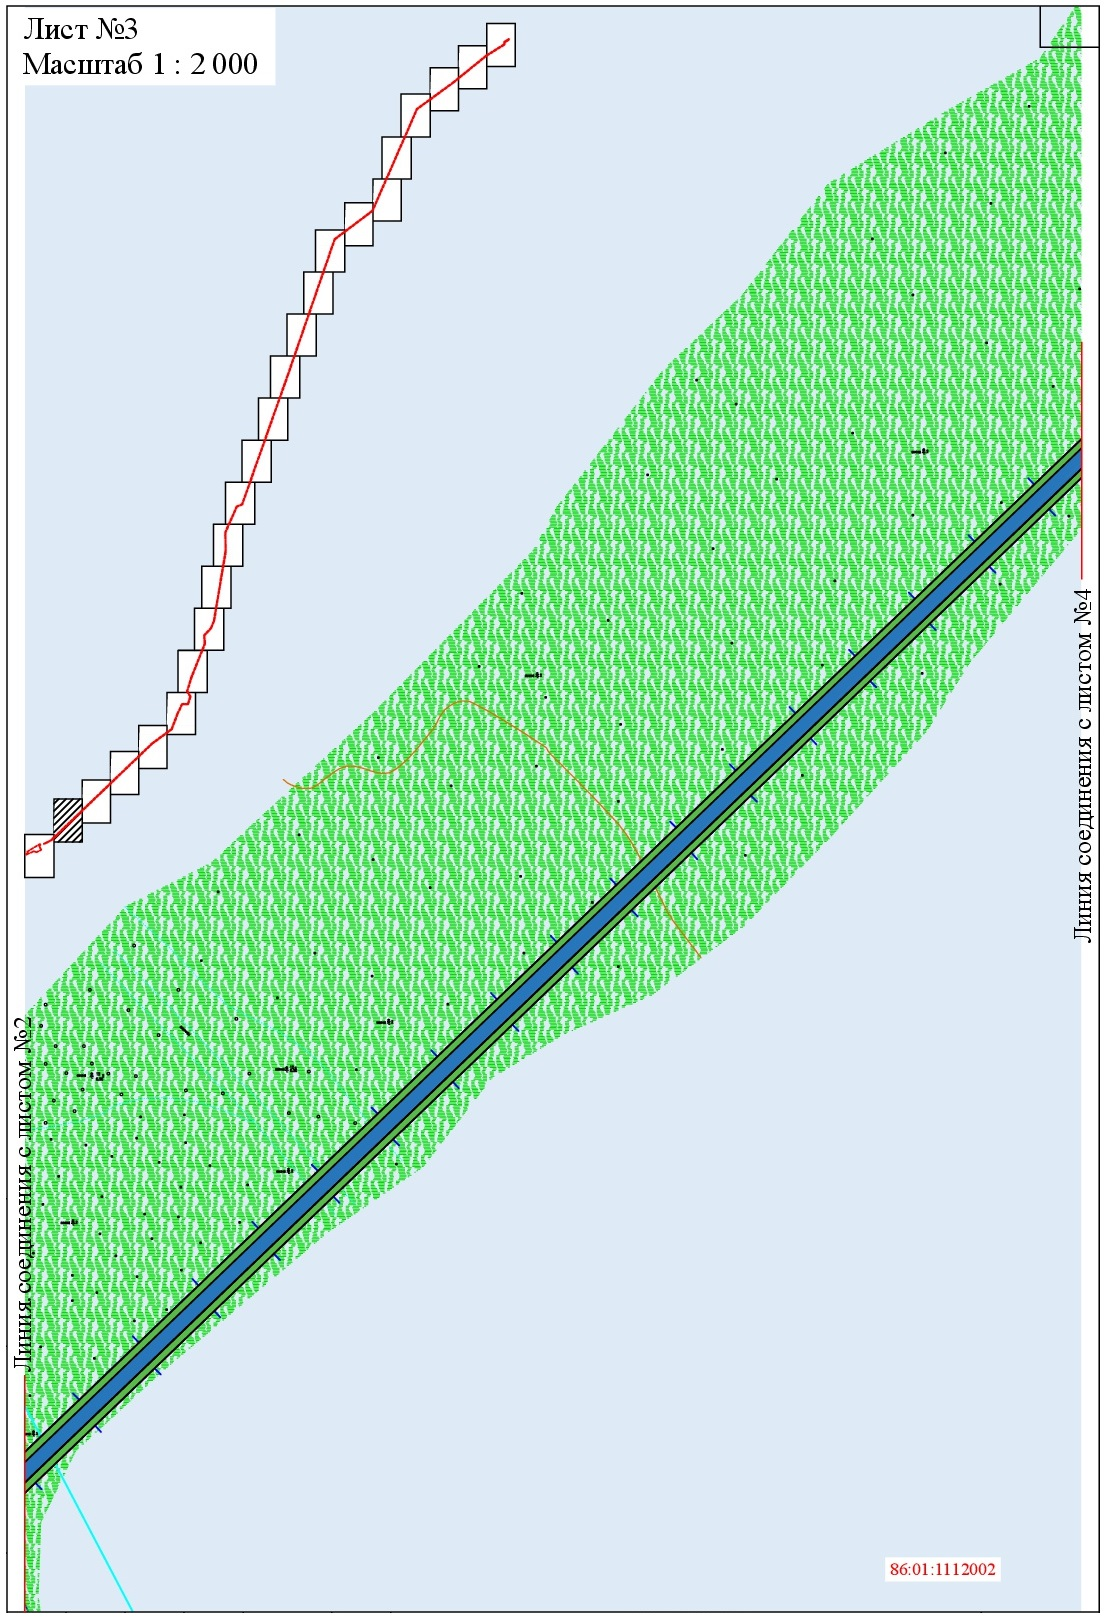 Лист №3
Масштаб 1 : 2 000
Линия соединения с листом №4
Линия соединения с листом №2
86:01:1112002